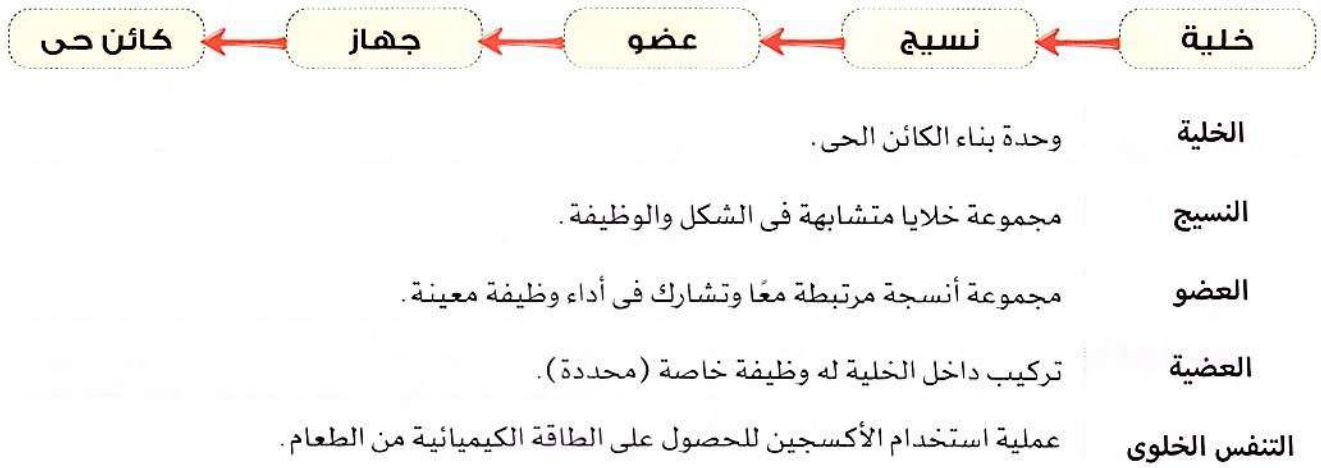 خلية نسيج عضو جهاز كائن حى
الخلية وحدة بناء الكائن الحى.
النسيج مجموعة خلايا متشابهة فى الشكل والوظيفة.
العضو مجموعة أنسجة مرتبطة معًا وتشارك فى أداء وظيفة معينة.
العضية تركيب داخل الخلية له وظيفة خاصة (محددة).
التنفس الخلوى عملية استخدام الأكسجين للحصول على الطاقة الكيميائية من الطعام.